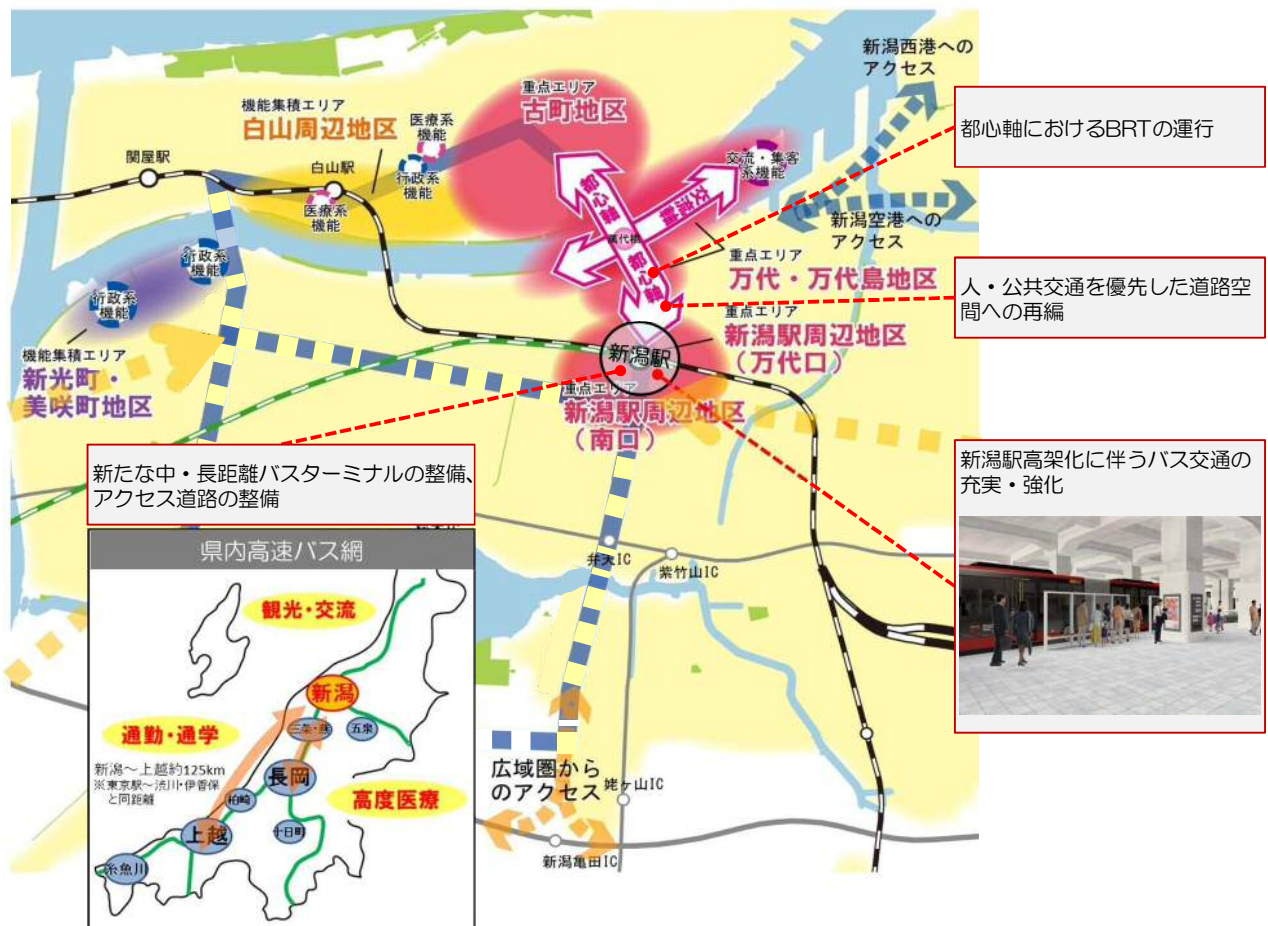 新潟西港への
アクセス
重点エリア
古町地区
機能集積エリア
白山周辺地区
医療系
機能
行政系
機能
関屋駅
白山駅
医療系
機能
都心軸
交流軸
交流・集客
系機能
萬代橋
都心軸
新潟空港への
アクセス
都心軸におけるBRTの運行
行政系
機能
行政系
機能
重点エリア
万代・万代島地区
人・公共交通を優先した道路空
間への再編
機能集積エリア
新光町・
美咲町地区
重点エリア
新潟駅周辺地区
(万代口)
新潟駅
重点エリア
新潟駅周辺地区
(南口)
新たな中・長距離バスターミナルの整備、
アクセス道路の整備
新潟駅高架化に伴うバス交通の
充実・強化
弁天IC
紫竹山IC
県内高速バス網
観光・交流
新潟
三条・燕
五泉
通勤・通学
新潟～上越約125km
※東京駅～渋川・伊香保
と同距離
長岡
柏崎
高度医療
上越
十日町
糸魚川
広域圏から
のアクセス
姥ヶ山IC
新潟亀田IC